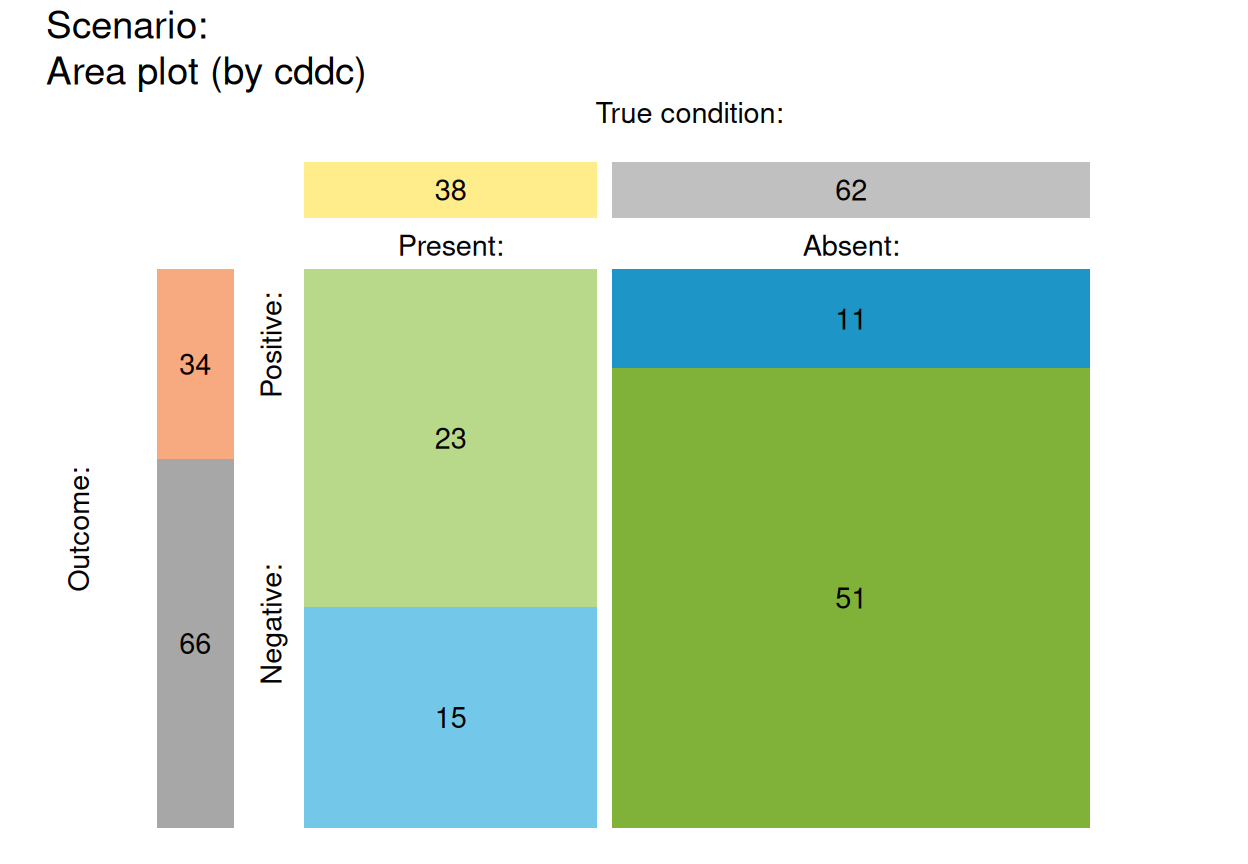 Scenario:
Area plot (by cddc)
True condition:
38
62
Present:
Absent:
Outcome:
34
66
Positive:
Negative:
23
11
15
51